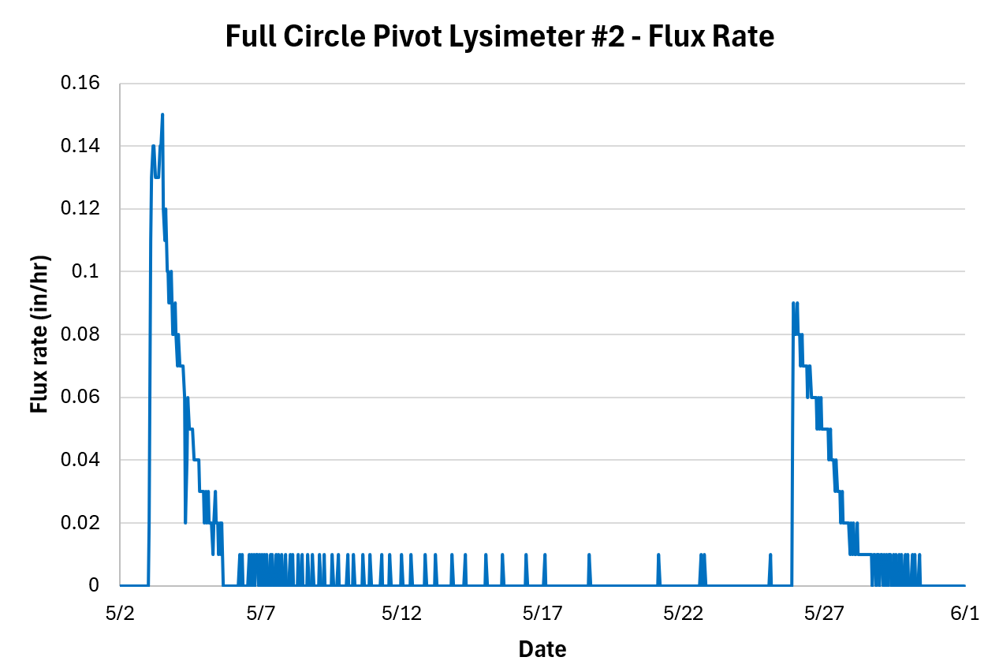 Full Circle Pivot Lysimeter #2 - Flux Rate
0.16
0.14
0.12
0.1
0.08
0.06
0.04
0.02
0
Flux rate (in/hr)
5/2 5/7 5/12 5/17 5/22 5/27 6/1
Date